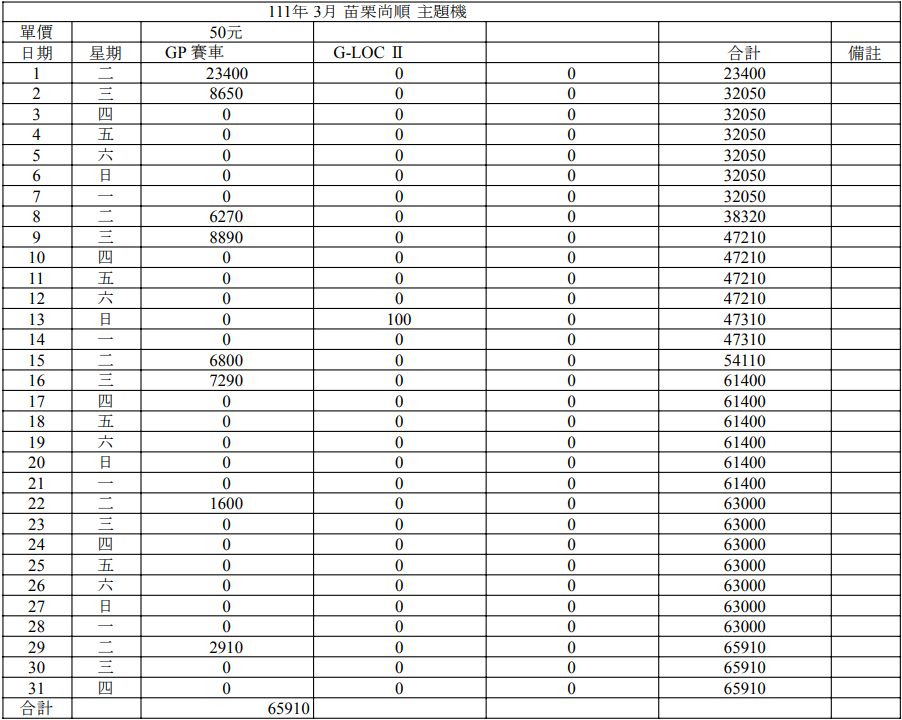 111年 3月 苗栗尚順 主題機
單價 50元
日期 星期 GP 賽車 G-LOC Ⅱ 合計 備註
1 二 23400 0 0 23400
2 三 8650 0 0 32050
3 四 0 0 0 32050
4 五 0 0 0 32050
5 六 0 0 0 32050
6 日 0 0 0 32050
7 一 0 0 0 32050
8 二 6270 0 0 38320
9 三 8890 0 0 47210
10 四 0 0 0 47210
11 五 0 0 0 47210
12 六 0 0 0 47210
13 日 0 100 0 47310
14 一 0 0 0 47310
15 二 6800 0 0 54110
16 三 7290 0 0 61400
17 四 0 0 0 61400
18 五 0 0 0 61400
19 六 0 0 0 61400
20 日 0 0 0 61400
21 一 0 0 0 61400
22 二 1600 0 0 63000
23 三 0 0 0 63000
24 四 0 0 0 63000
25 五 0 0 0 63000
26 六 0 0 0 63000
27 日 0 0 0 63000
28 一 0 0 0 63000
29 二 2910 0 0 65910
30 三 0 0 0 65910
31 四 0 0 0 65910
合計 65910